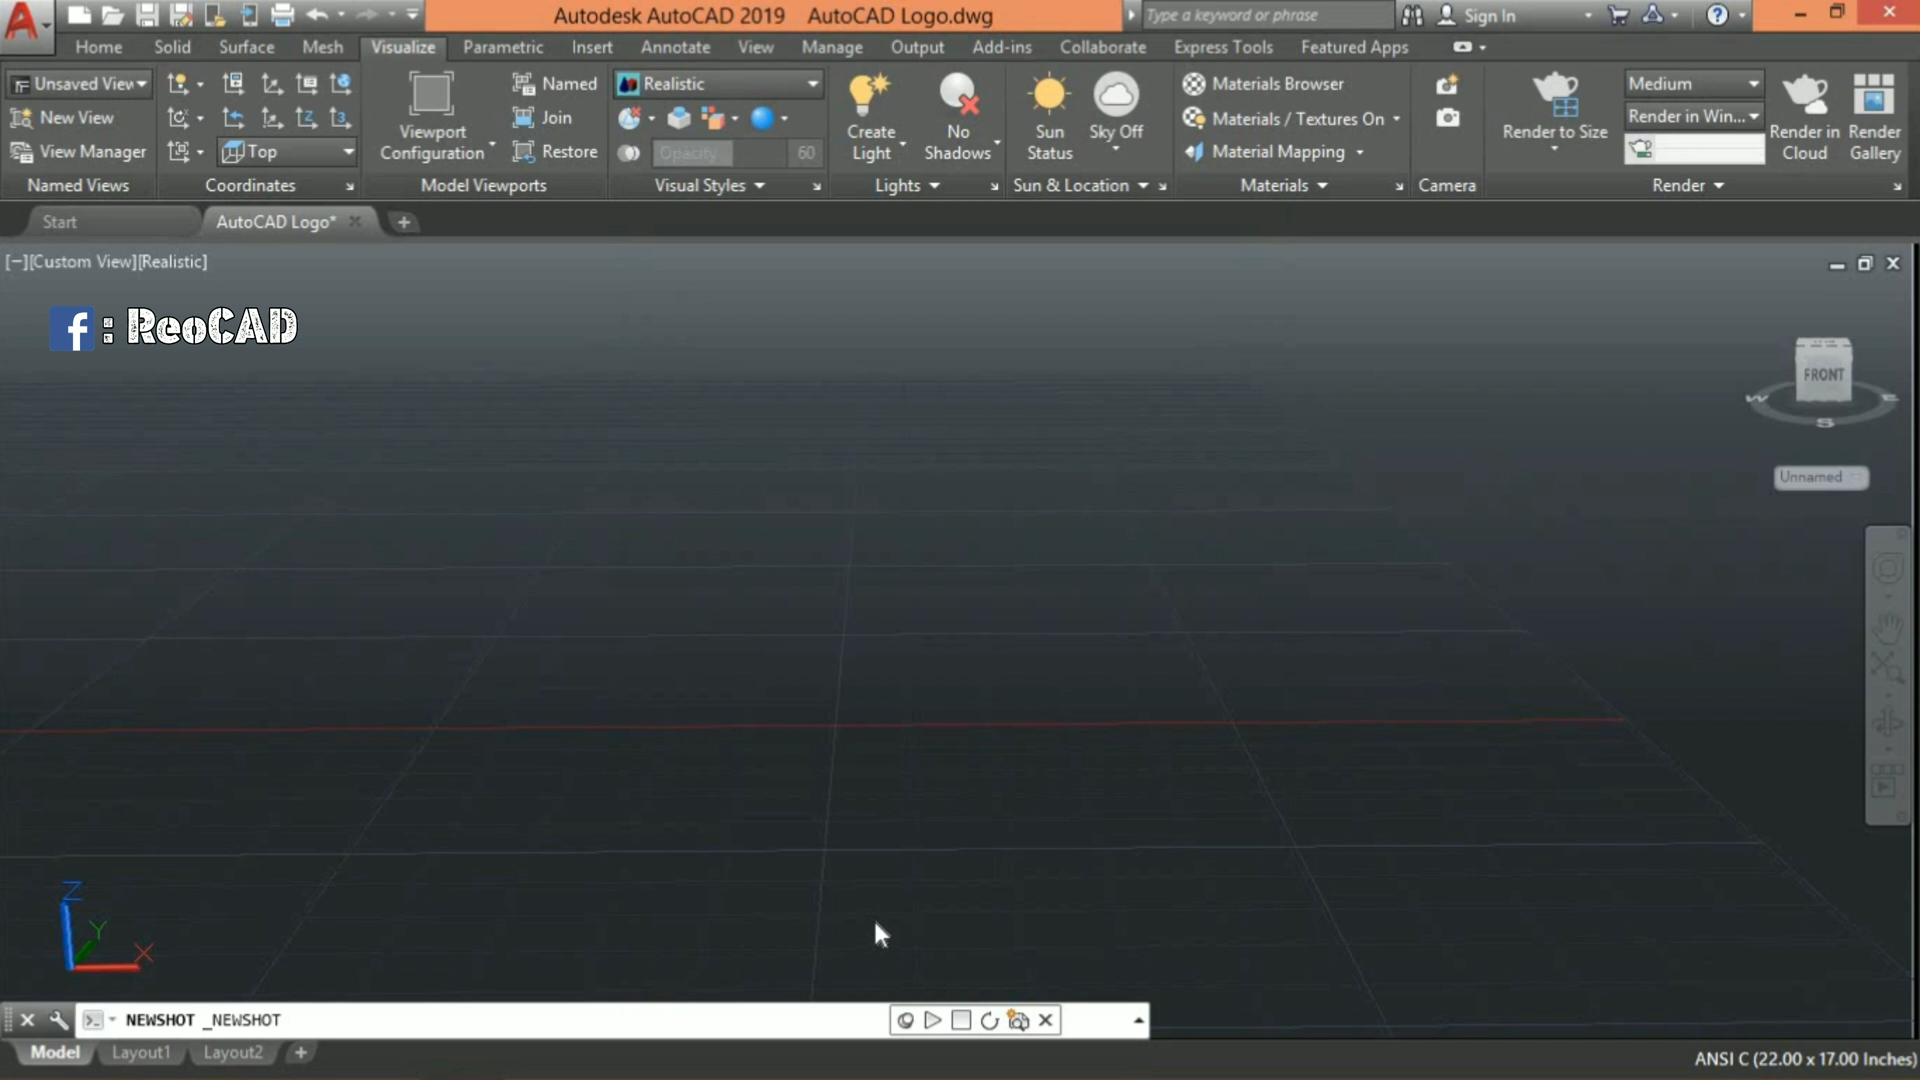 Autodesk AutoCAD 2019 AutoCAD Logo.dwg
Type a keyword or phrase
Sign In
Home Solid Surface Mesh Visualize Parametric Insert Annotate View Manage Output Add-ins Collaborate Express Tools Featured Apps
Unsaved View
New View
View Manager
Named Views
Top
Coordinates
Viewport
Configuration
Named
Join
Restore
Model Viewports
Realistic
Opacity 60
Visual Styles
Create
Light
No
Shadows
Lights
Sun
Status
Sky Off
Sun & Location
Materials Browser
Materials / Textures On
Material Mapping
Materials
Camera
Render to Size
Medium
Render in Win...
Render in
Cloud
Render
Gallery
Render
Start
AutoCAD Logo*
[−][Custom View][Realistic]
f : ReoCAD
FRONT
W E
S
Unnamed
Z
Y
X
NEWSHOT _NEWSHOT
Model Layout1 Layout2
ANSI C (22.00 x 17.00 Inches)